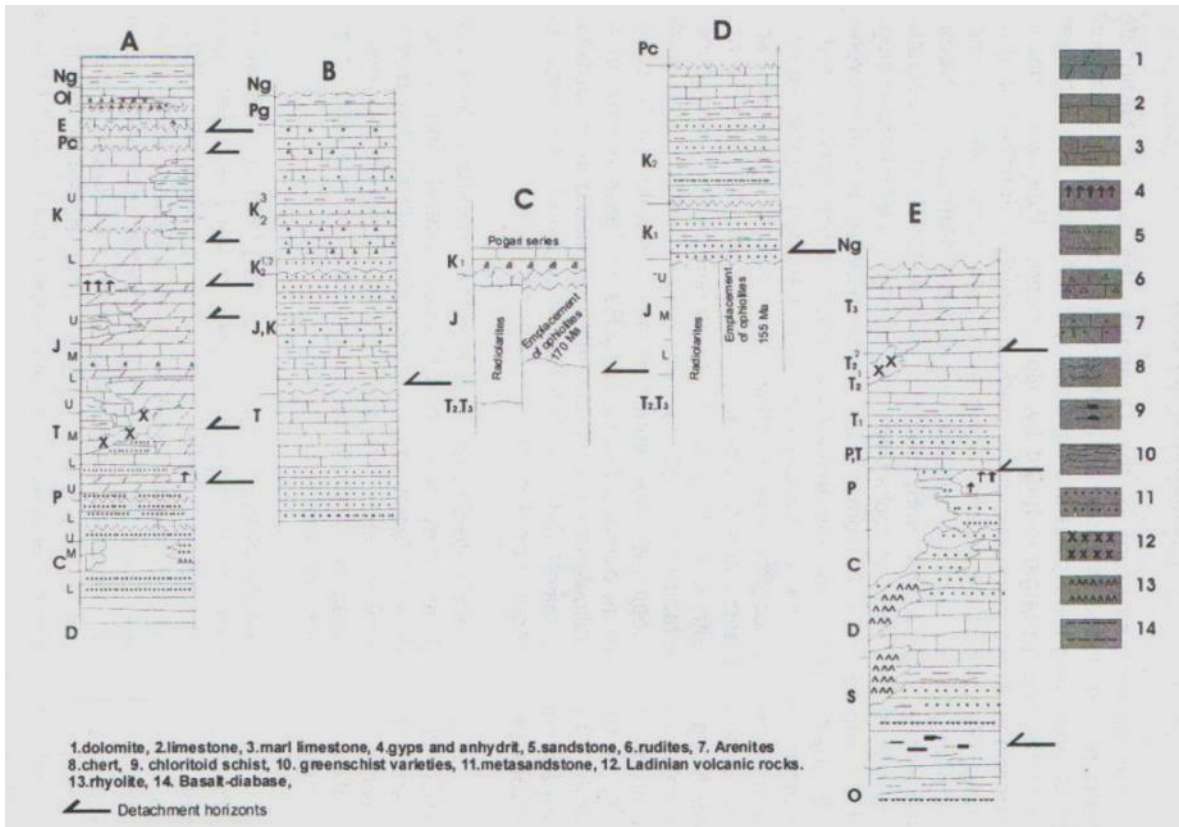 A
Ng
Ol
E
Pc
U
K
L
U
J
M
L
U
T
M
L
U
P
L
U
M
C
L
D
B
Ng
Pg
K
3
2
J,K
T
C
Pogari series
K1
J
Radiolarites
Emplacement
of ophiolites
170 Ma
T2,T3
D
Pc
K2
K1
U
J
M
L
Radiolarites
Emplacement
of ophiolites
155 Ma
T2,T3
E
Ng
T3
T2
T1
P,T
P
C
D
S
O
1
2
3
4
5
6
7
8
9
10
11
12
13
14
1.dolomite, 2.limestone, 3.marl limestone, 4.gyps and anhydrit, 5.sandstone, 6.rudites, 7. Arenites
8.chert, 9. chloritoid schist, 10. greenschist varieties, 11.metasandstone, 12. Ladinian volcanic rocks.
13.rhyolite, 14. Basalt-diabase,
Detachment horizonts